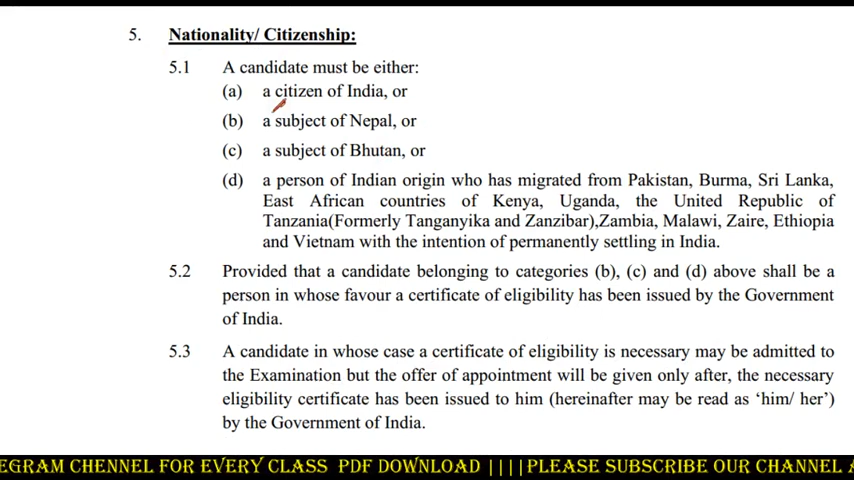 5. Nationality/ Citizenship:
5.1 A candidate must be either:
(a) a citizen of India, or
(b) a subject of Nepal, or
(c) a subject of Bhutan, or
(d) a person of Indian origin who has migrated from Pakistan, Burma, Sri Lanka,
East African countries of Kenya, Uganda, the United Republic of
Tanzania(Formerly Tanganyika and Zanzibar),Zambia, Malawi, Zaire, Ethiopia
and Vietnam with the intention of permanently settling in India.
5.2 Provided that a candidate belonging to categories (b), (c) and (d) above shall be a
person in whose favour a certificate of eligibility has been issued by the Government
of India.
5.3 A candidate in whose case a certificate of eligibility is necessary may be admitted to
the Examination but the offer of appointment will be given only after, the necessary
eligibility certificate has been issued to him (hereinafter may be read as ‘him/ her’)
by the Government of India.
EGRAM CHENNEL FOR EVERY CLASS PDF DOWNLOAD ||||PLEASE SUBSCRIBE OUR CHANNEL A